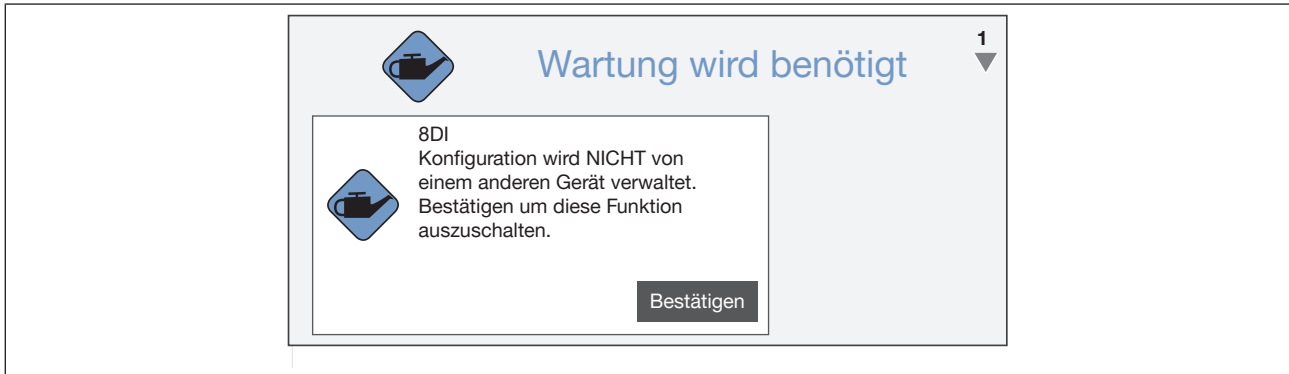 Wartung wird benötigt
1
8DI
Konfiguration wird NICHT von
einem anderen Gerät verwaltet.
Bestätigen um diese Funktion
auszuschalten.
Bestätigen